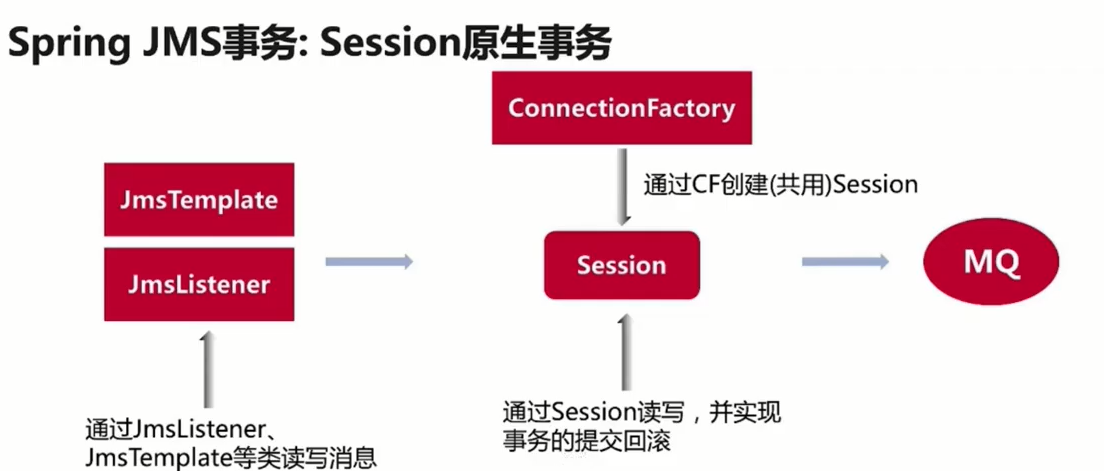 Spring JMS事务: Session原生事务
ConnectionFactory
通过CF创建(共用)Session
JmsTemplate
JmsListener
Session
MQ
通过JmsListener、
JmsTemplate等类读写消息
通过Session读写，并实现
事务的提交回滚